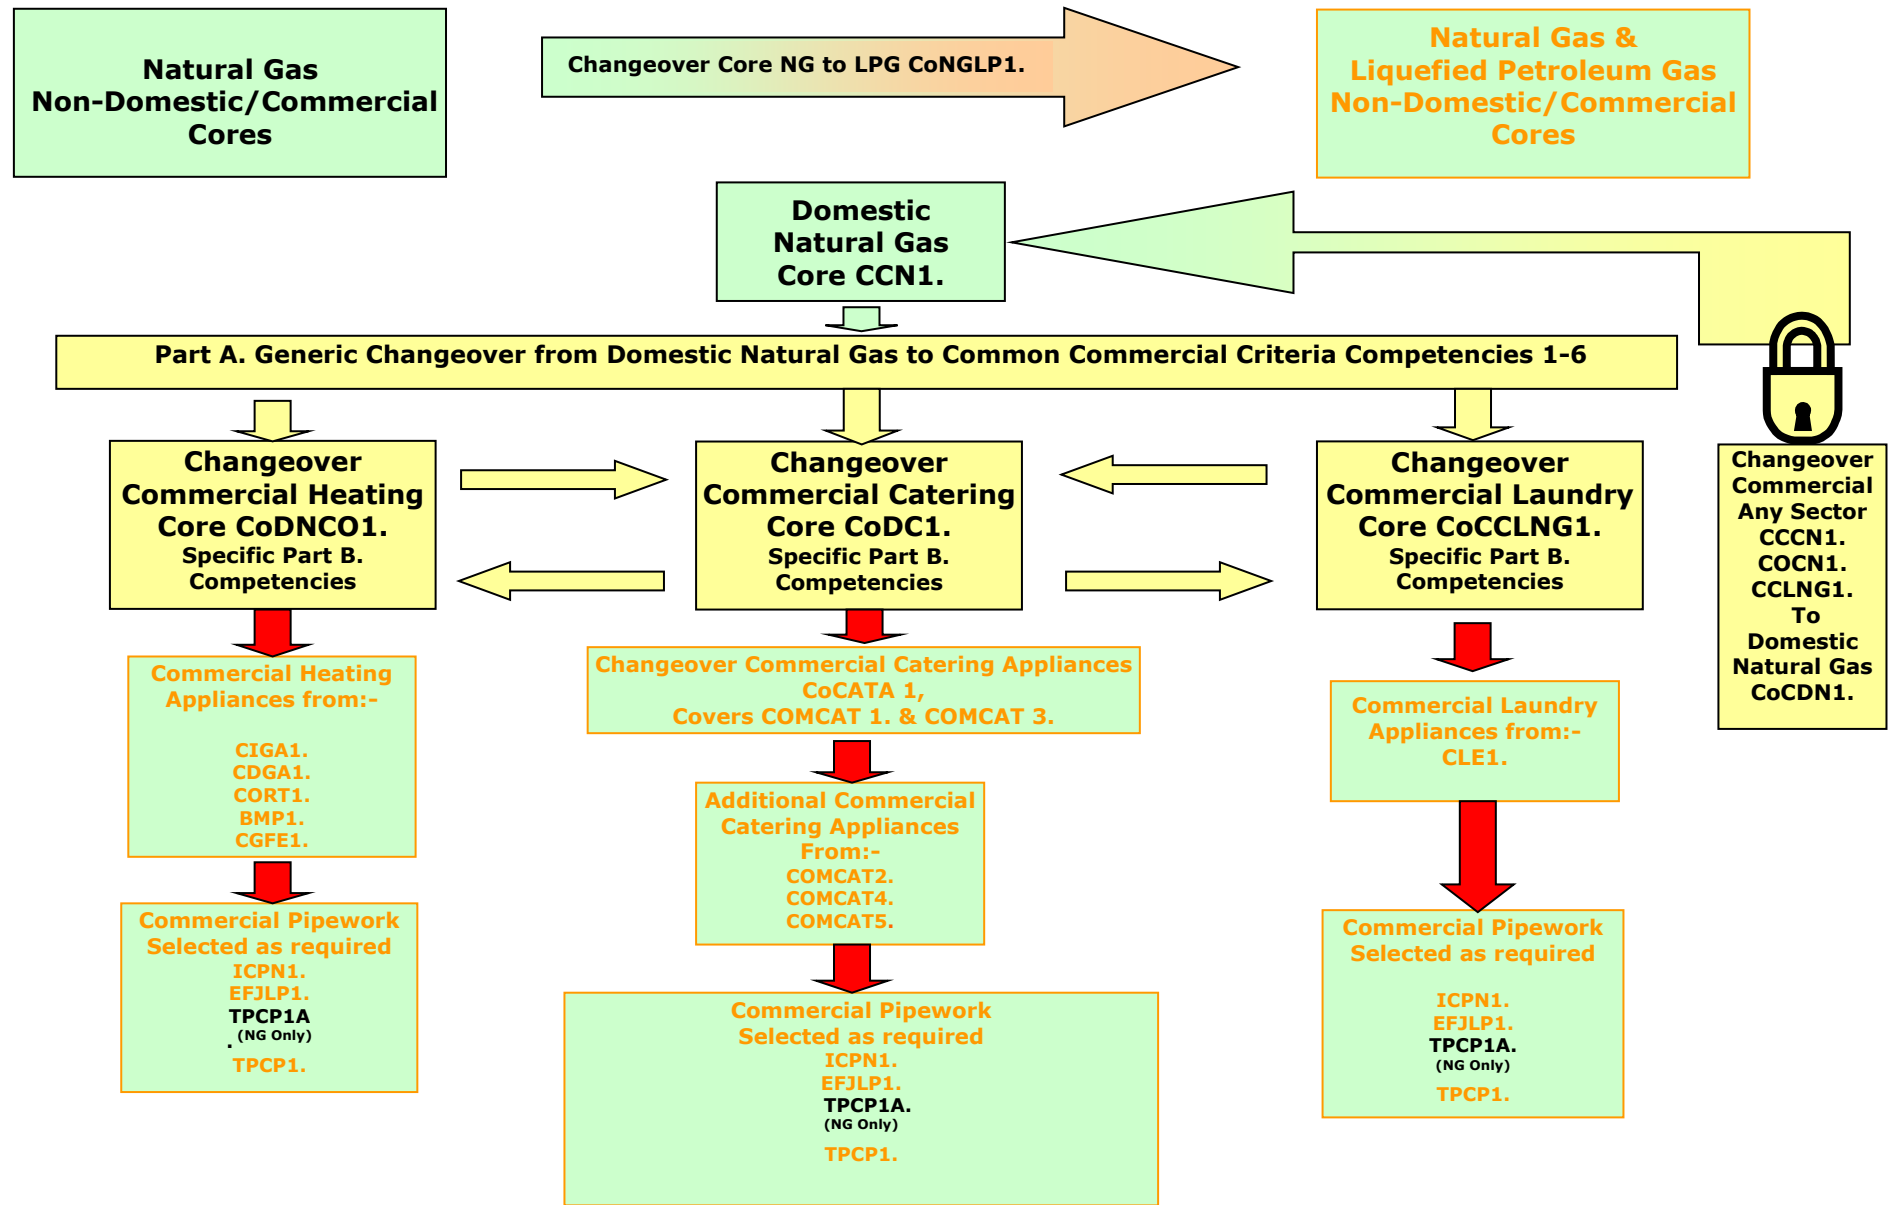 Natural Gas
Non-Domestic/Commercial
Cores
Changeover Core NG to LPG CoNGLP1.
Natural Gas &
Liquefied Petroleum Gas
Non-Domestic/Commercial
Cores
Domestic
Natural Gas
Core CCN1.
Part A. Generic Changeover from Domestic Natural Gas to Common Commercial Criteria Competencies 1-6
Changeover
Commercial Heating
Core CoDNCO1.
Specific Part B.
Competencies
Changeover
Commercial Catering
Core CoDC1.
Specific Part B.
Competencies
Changeover
Commercial Laundry
Core CoCCLNG1.
Specific Part B.
Competencies
Changeover
Commercial
Any Sector
CCCN1.
COCN1.
CCLNG1.
To
Domestic
Natural Gas
CoCDN1.
Commercial Heating
Appliances from:-
CIGA1.
CDGA1.
CORT1.
BMP1.
CGFE1.
Commercial Pipework
Selected as required
ICPN1.
EFJLP1.
TPCP1A
. (NG Only)
TPCP1.
Changeover Commercial Catering Appliances
CoCATA 1,
Covers COMCAT 1. & COMCAT 3.
Additional Commercial
Catering Appliances
From:-
COMCAT2.
COMCAT4.
COMCAT5.
Commercial Pipework
Selected as required
ICPN1.
EFJLP1.
TPCP1A.
(NG Only)
TPCP1.
Commercial Laundry
Appliances from:-
CLE1.
Commercial Pipework
Selected as required
ICPN1.
EFJLP1.
TPCP1A.
(NG Only)
TPCP1.